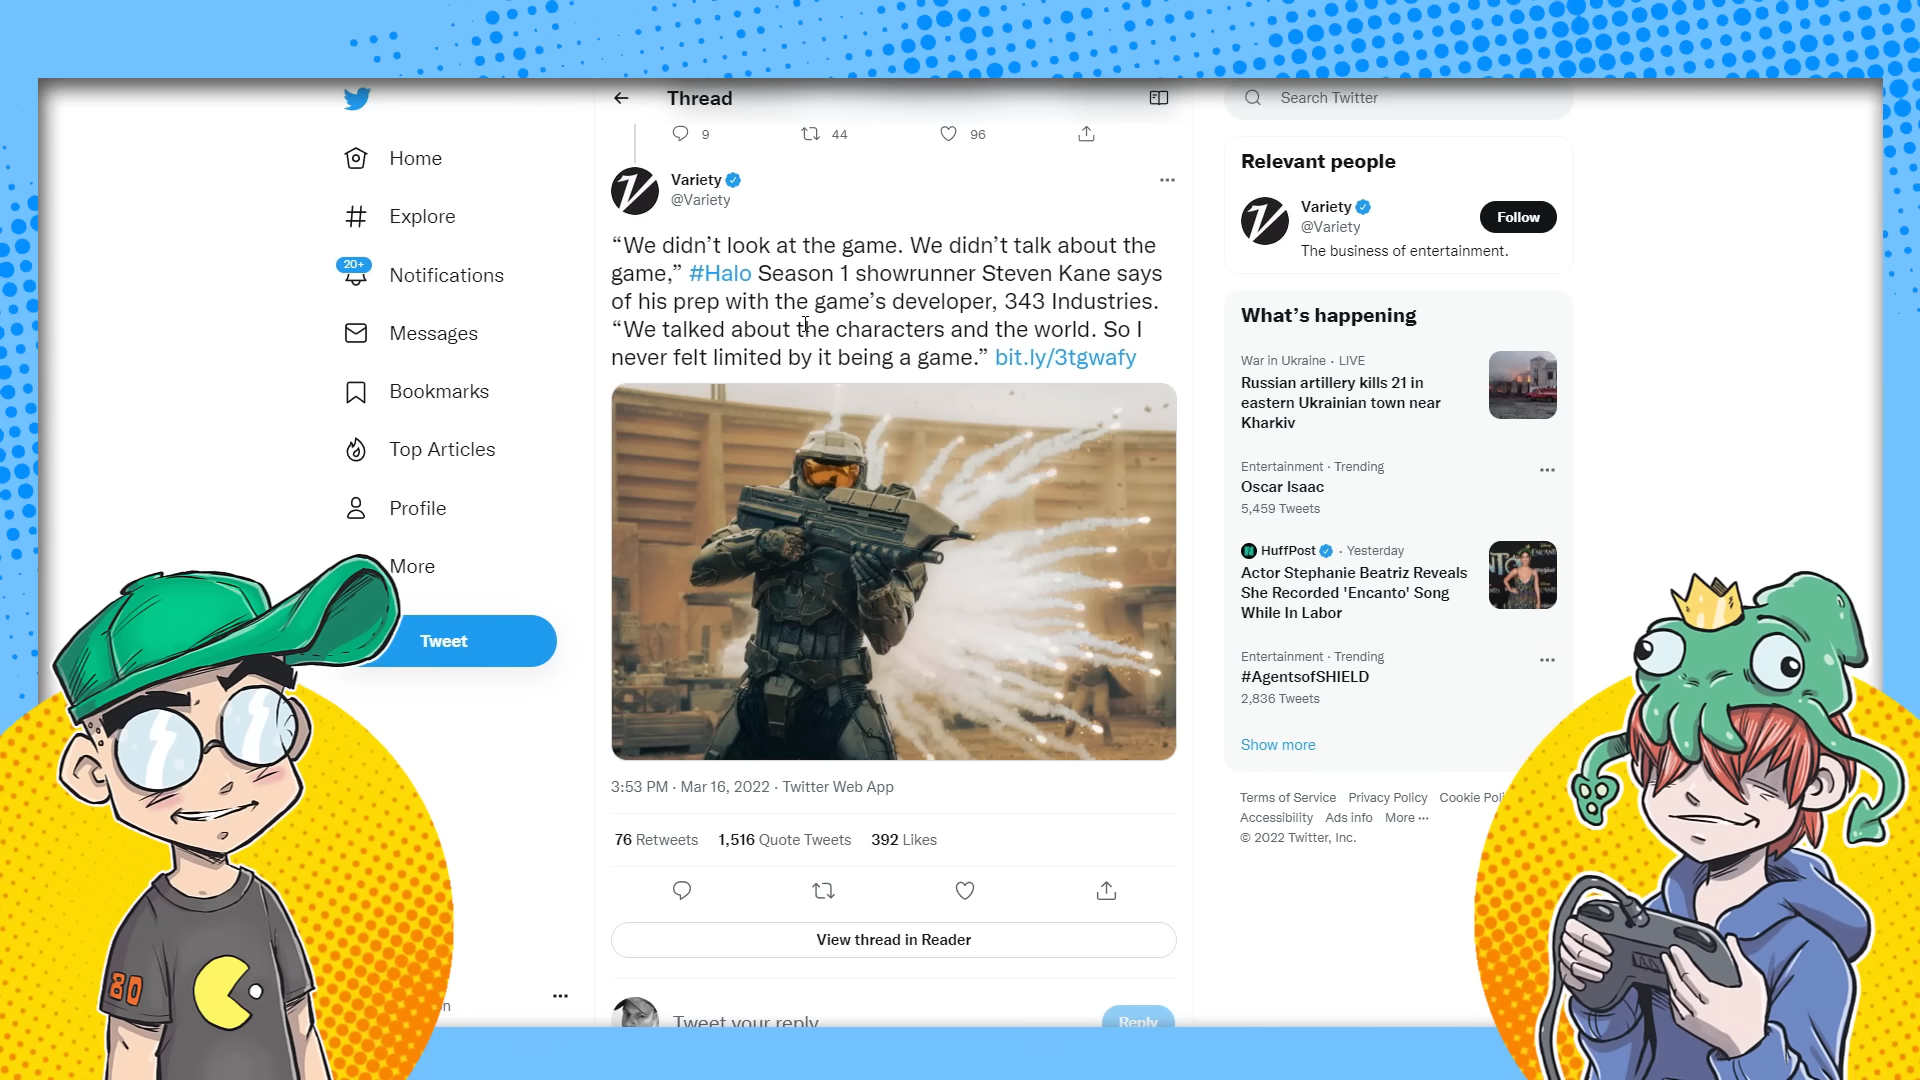 Home
Explore
20+
Notifications
Messages
Bookmarks
Top Articles
Profile
More
Tweet
Thread
9
44
96
Variety
@Variety
“We didn’t look at the game. We didn’t talk about the
game,” #Halo Season 1 showrunner Steven Kane says
of his prep with the game’s developer, 343 Industries.
“We talked about the characters and the world. So I
never felt limited by it being a game.” bit.ly/3tgwafy
3:53 PM · Mar 16, 2022 · Twitter Web App
76 Retweets 1,516 Quote Tweets 392 Likes
View thread in Reader
Tweet your reply
Reply
Search Twitter
Relevant people
Variety
@Variety
Follow
The business of entertainment.
What’s happening
War in Ukraine · LIVE
Russian artillery kills 21 in
eastern Ukrainian town near
Kharkiv
Entertainment · Trending
Oscar Isaac
5,459 Tweets
HuffPost · Yesterday
Actor Stephanie Beatriz Reveals
She Recorded 'Encanto' Song
While In Labor
Entertainment · Trending
#AgentsofSHIELD
2,836 Tweets
Show more
Terms of Service Privacy Policy Cookie Poli
Accessibility Ads info More
© 2022 Twitter, Inc.
80